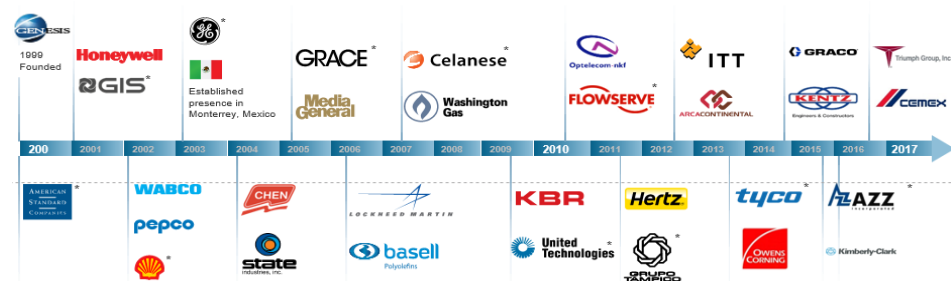 GENESIS
1999
Founded
Honeywell
GIS*
GE*
Established
presence in
Monterrey, Mexico
GRACE*
Media
General
Celanese*
Washington
Gas
Optelecom-nkf
FLOWSERVE*
ITT
ARCACONTINENTAL
GRACO
KENTZ
Engineers & Constructors
Triumph Group, Inc
CEMEX
200
2001
2002
2003
2004
2005
2006
2007
2008
2009
2010
2011
2012
2013
2014
2015
2016
2017
AMERICAN
STANDARD
COMPANIES
*
WABCO
pepco
*
CHEN
state
industries, inc.
LOCKHEED MARTIN
basell
Polyolefins
KBR
United
Technologies*
Hertz
*
GRUPO
TAMPICO
tyco*
OWENS
CORNING
AZZ*
incorporated
Kimberly-Clark